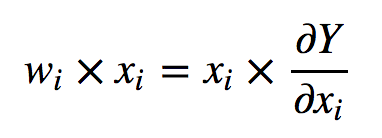 wᵢ × xᵢ = xᵢ × ∂Y/∂xᵢ